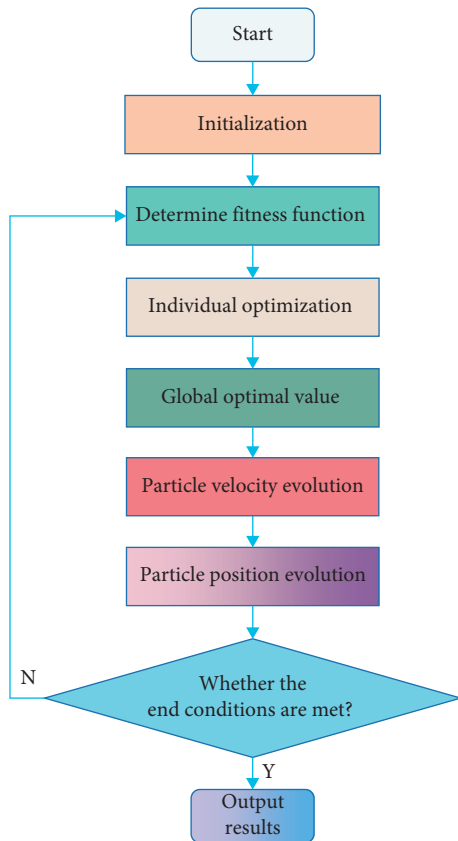 Start
Initialization
Determine fitness function
Individual optimization
Global optimal value
Particle velocity evolution
Particle position evolution
N
Whether the
end conditions are met?
Y
Output
results